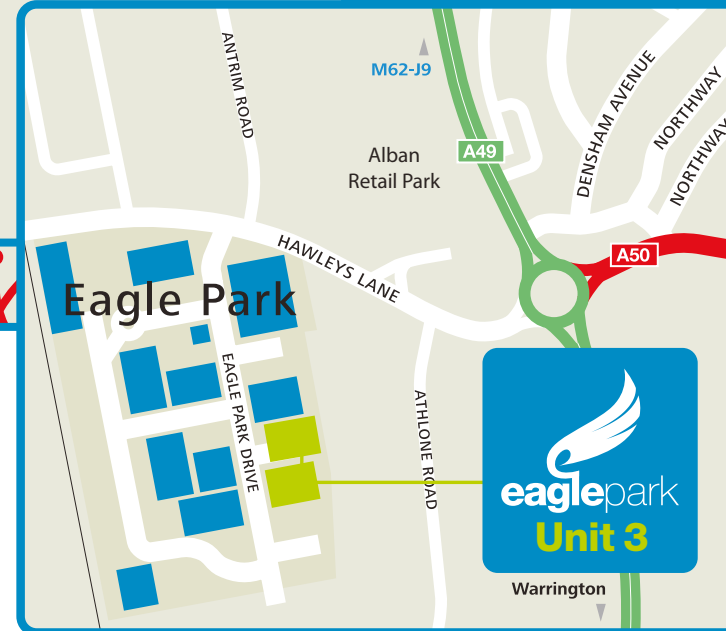 ANTRIM ROAD
M62-J9
Alban
Retail Park
A49
DENSHAM AVENUE
NORTHWAY
NORTHWAY
HAWLEYS LANE
A50
Eagle Park
EAGLE PARK DRIVE
ATHLONE ROAD
eaglepark
Unit 3
Warrington